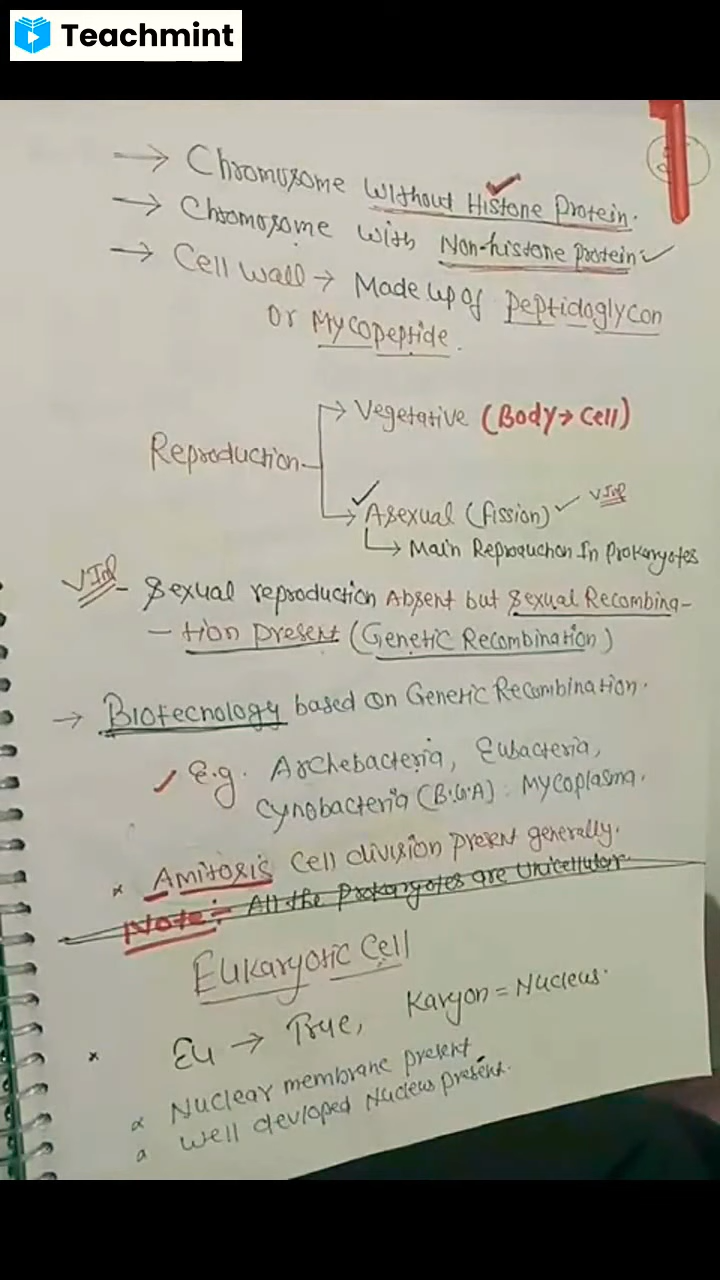 Teachmint
→ Chromosome Without Histone Protein.
→ Chromosome with Non-histone protein
→ Cell wall → Made up of Peptidoglycon
or Mycopeptide.
→ Vegetative (Body → Cell)
Reproduction
→ Asexual (Fission) V.Imp
→ Main Reproduction In Prokaryotes
V.Imp - Sexual reproduction Absent but Sexual Recombina-
-tion present (Genetic Recombination)
→ Biotecnology based on Genetic Recombination.
E.g. Archebacteria, Eubacteria,
Cynobacteria (B.G.A). Mycoplasma.
* Amitosis Cell division present generally.
Note:- All the Prokaryotes are Unicellular.
Eukaryotic Cell
* Eu → True, Karyon = Nucleus.
Nuclear membrane present.
Well devloped Nucleus present.